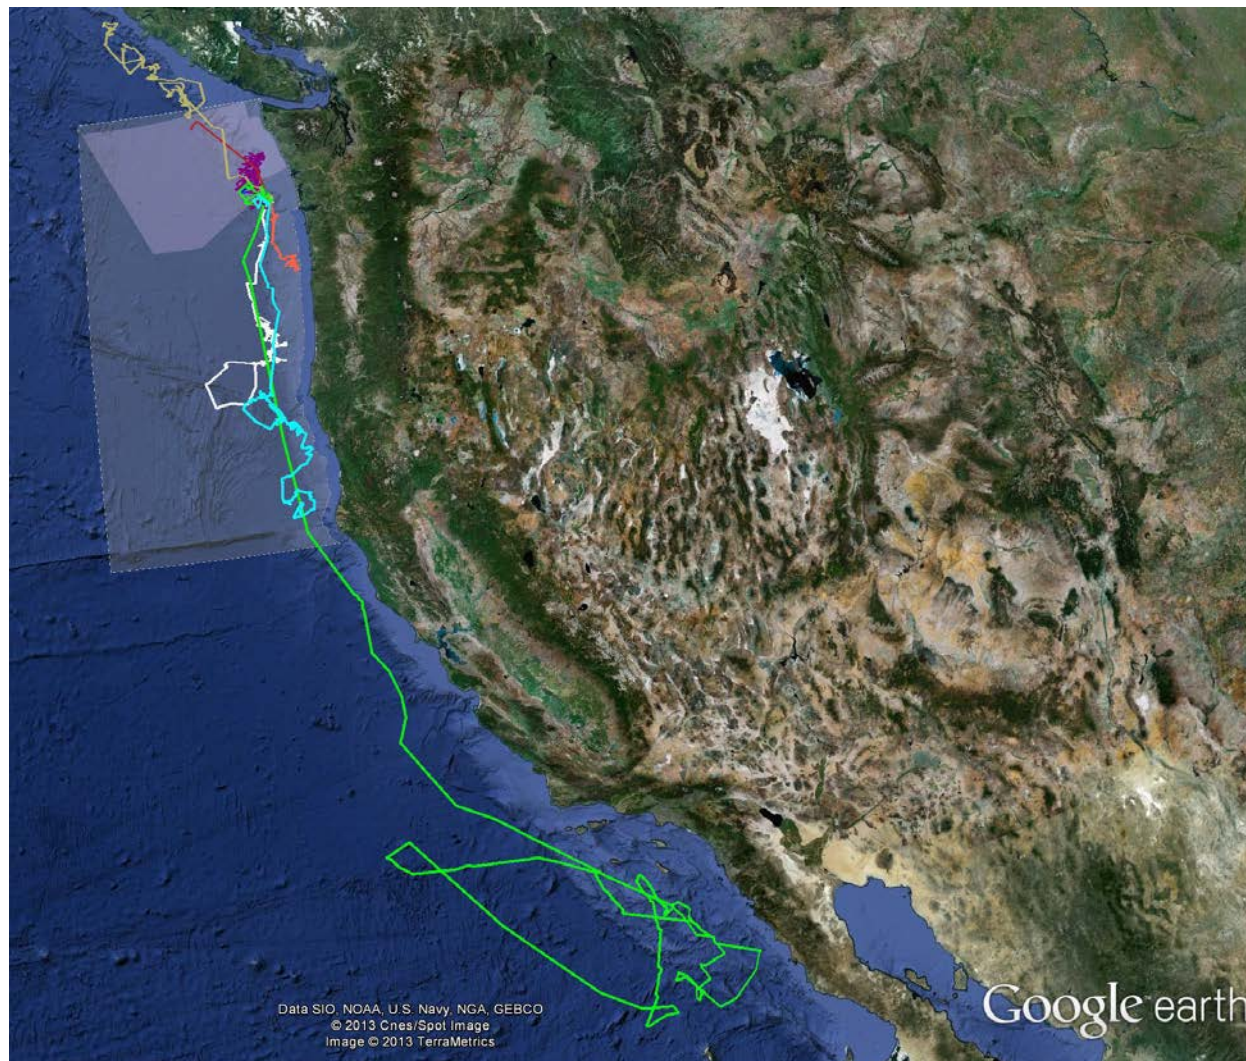 Data SIO, NOAA, U.S. Navy, NGA, GEBCO
© 2013 Cnes/Spot Image
Image © 2013 TerraMetrics
Google earth